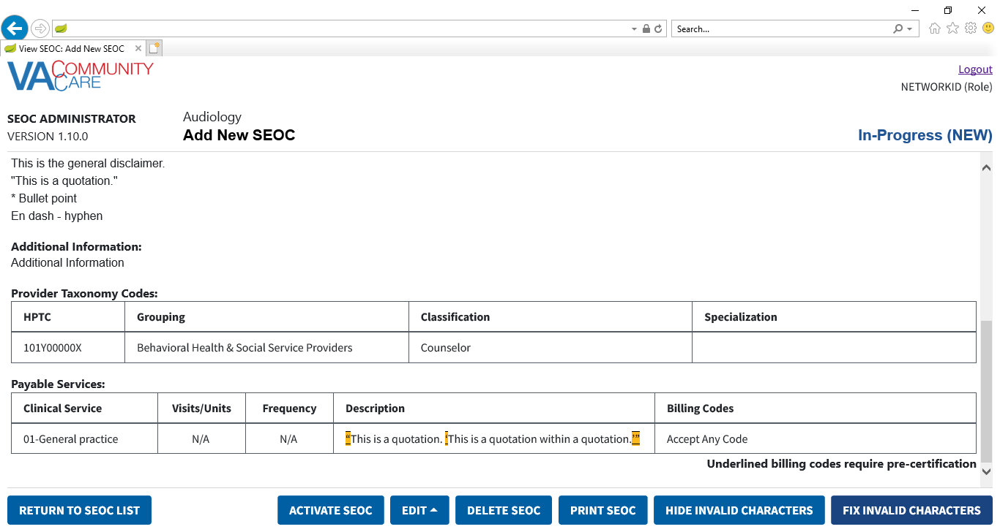 Search...
View SEOC: Add New SEOC
VA COMMUNITY CARE
Logout
NETWORKID (Role)
SEOC ADMINISTRATOR
VERSION 1.10.0
Audiology
Add New SEOC
In-Progress (NEW)
This is the general disclaimer.
"This is a quotation."
* Bullet point
En dash - hyphen
Additional Information:
Additional Information
Provider Taxonomy Codes:
HPTC Grouping Classification Specialization
101Y00000X Behavioral Health & Social Service Providers Counselor
Payable Services:
Clinical Service Visits/Units Frequency Description Billing Codes
01-General practice N/A N/A “This is a quotation. ‘This is a quotation within a quotation.’” Accept Any Code
Underlined billing codes require pre-certification
RETURN TO SEOC LIST ACTIVATE SEOC EDIT DELETE SEOC PRINT SEOC HIDE INVALID CHARACTERS FIX INVALID CHARACTERS